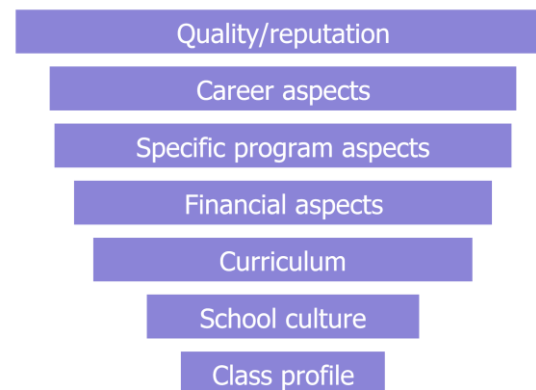 Quality/reputation
Career aspects
Specific program aspects
Financial aspects
Curriculum
School culture
Class profile